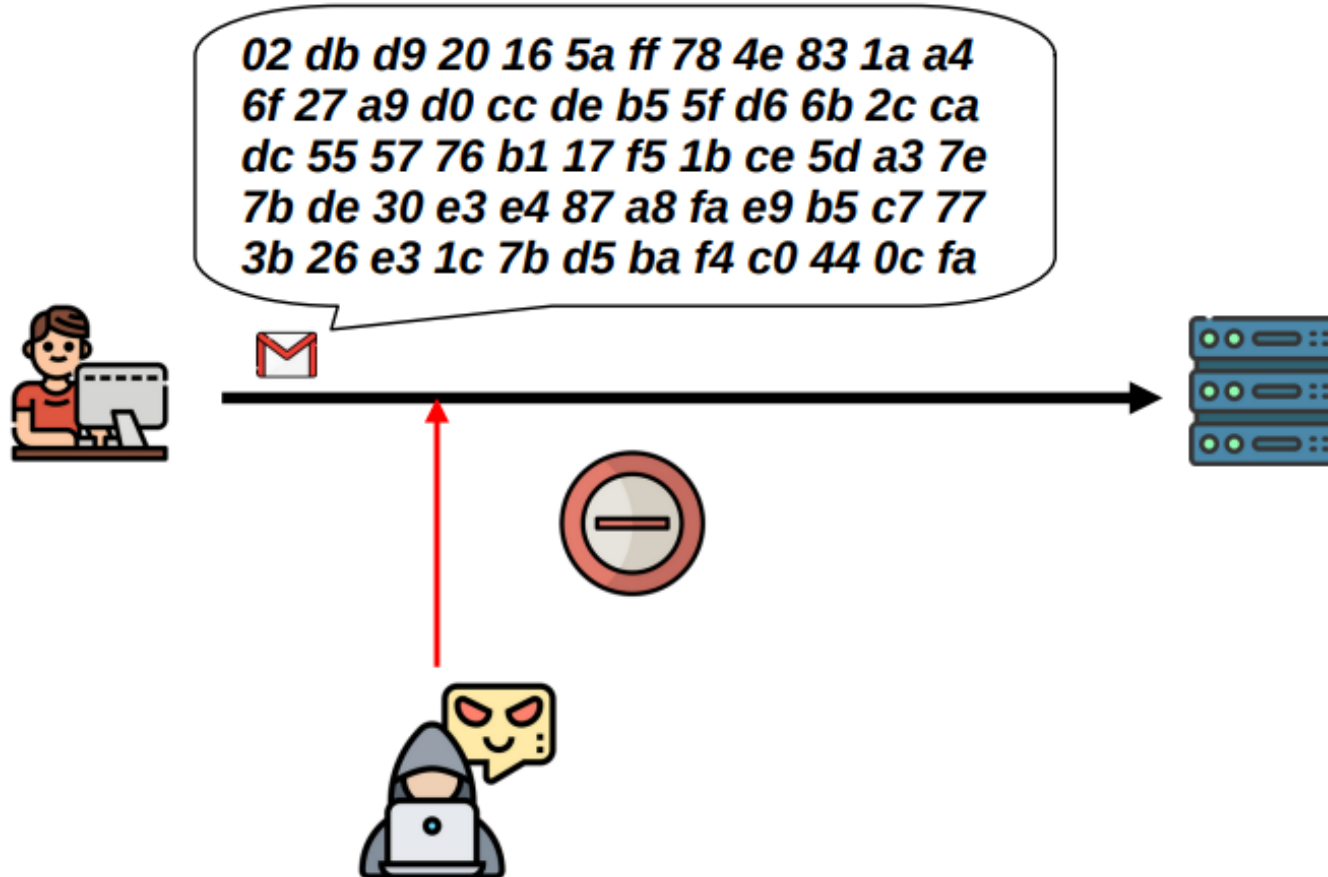 02 db d9 20 16 5a ff 78 4e 83 1a a4
6f 27 a9 d0 cc de b5 5f d6 6b 2c ca
dc 55 57 76 b1 17 f5 1b ce 5d a3 7e
7b de 30 e3 e4 87 a8 fa e9 b5 c7 77
3b 26 e3 1c 7b d5 ba f4 c0 44 0c fa